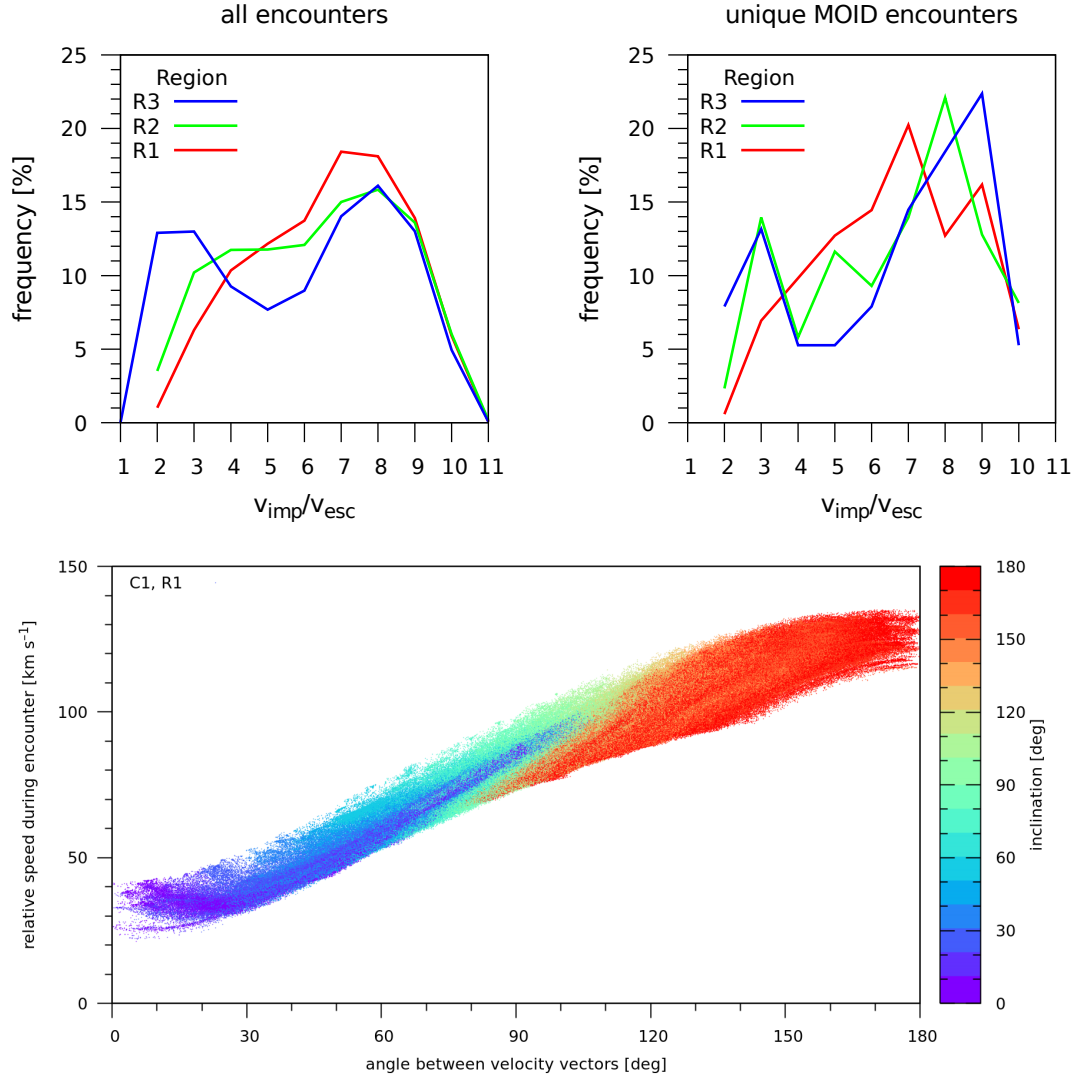 all encounters
unique MOID encounters
25
20
15
10
5
0
frequency [%]
Region
R3
R2
R1
1 2 3 4 5 6 7 8 9 10 11
v_imp/v_esc
25
20
15
10
5
0
frequency [%]
Region
R3
R2
R1
1 2 3 4 5 6 7 8 9 10 11
v_imp/v_esc
150
100
50
0
relative speed during encounter [km s⁻¹]
C1, R1
0 30 60 90 120 150 180
angle between velocity vectors [deg]
180
150
120
90
60
30
0
inclination [deg]